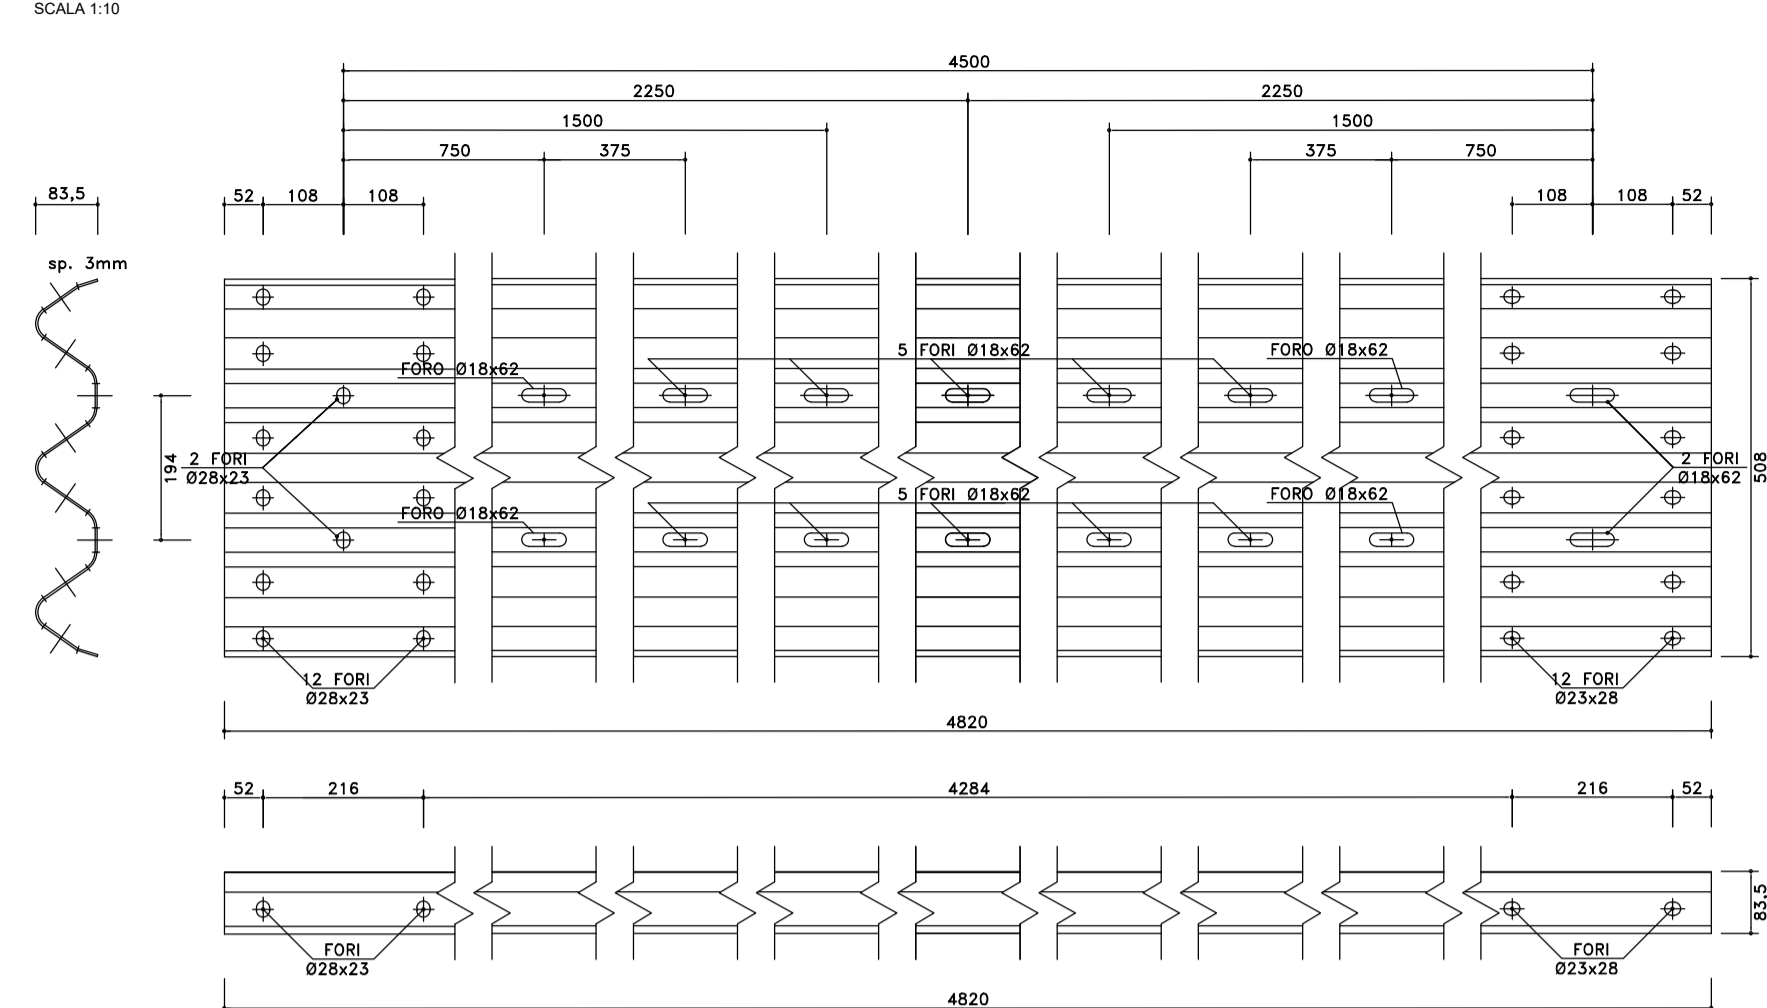 SCALA 1:10
4500
2250
2250
1500
1500
750
375
375
750
83,5
52
108
108
108
108
52
sp. 3mm
5 FORI Ø18x62
FORO Ø18x62
FORO Ø18x62
194
2 FORI
Ø28x23
2 FORI
Ø18x62
508
5 FORI Ø18x62
FORO Ø18x62
FORO Ø18x62
12 FORI
Ø28x23
12 FORI
Ø23x28
4820
52
216
4284
216
52
83,5
FORI
Ø28x23
FORI
Ø23x28
4820